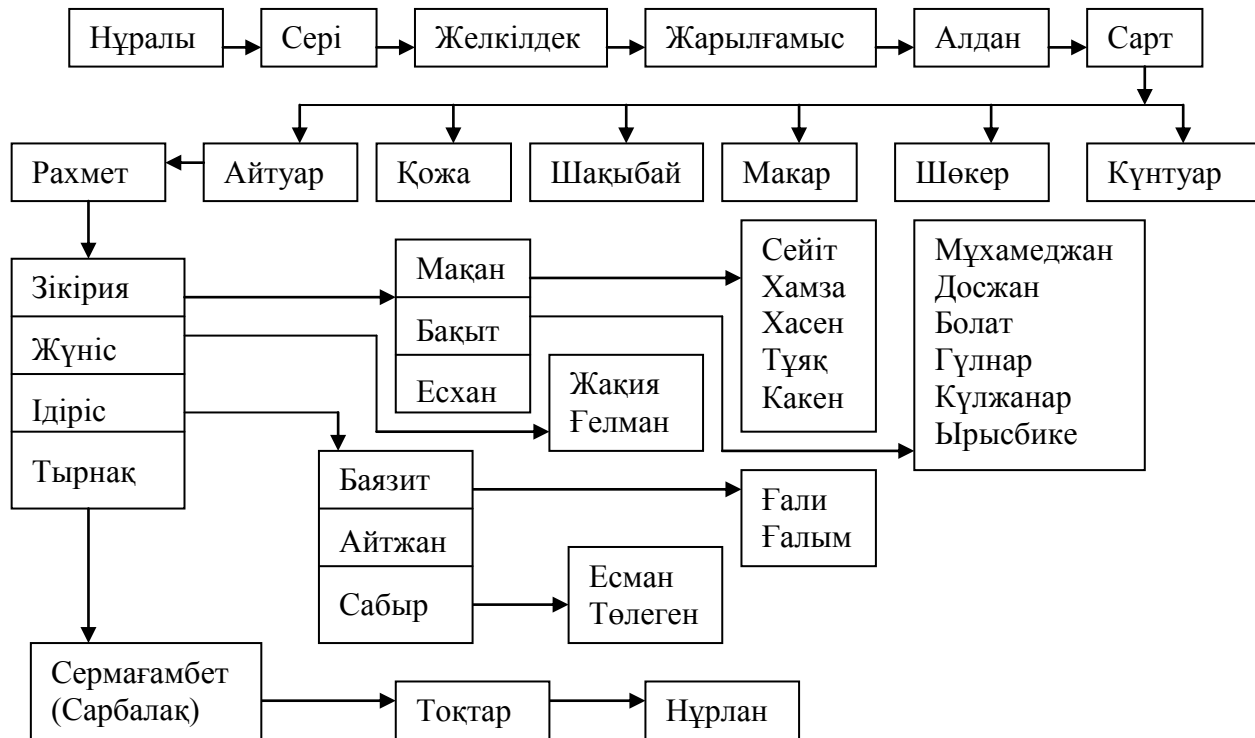 Нұралы
Сері
Желкілдек
Жарылғамыс
Алдан
Сарт
Рахмет
Айтуар
Қожа
Шақыбай
Макар
Шөкер
Күнтуар
Зікірия
Жүніс
Ідіріс
Тырнақ
Мақан
Бақыт
Есхан
Жақия
Ғелман
Сейіт
Хамза
Хасен
Тұяқ
Какен
Мұхамеджан
Досжан
Болат
Гүлнар
Күлжанар
Ырысбике
Баязит
Айтжан
Сабыр
Ғали
Ғалым
Есман
Төлеген
Сермағамбет
(Сарбалақ)
Тоқтар
Нұрлан